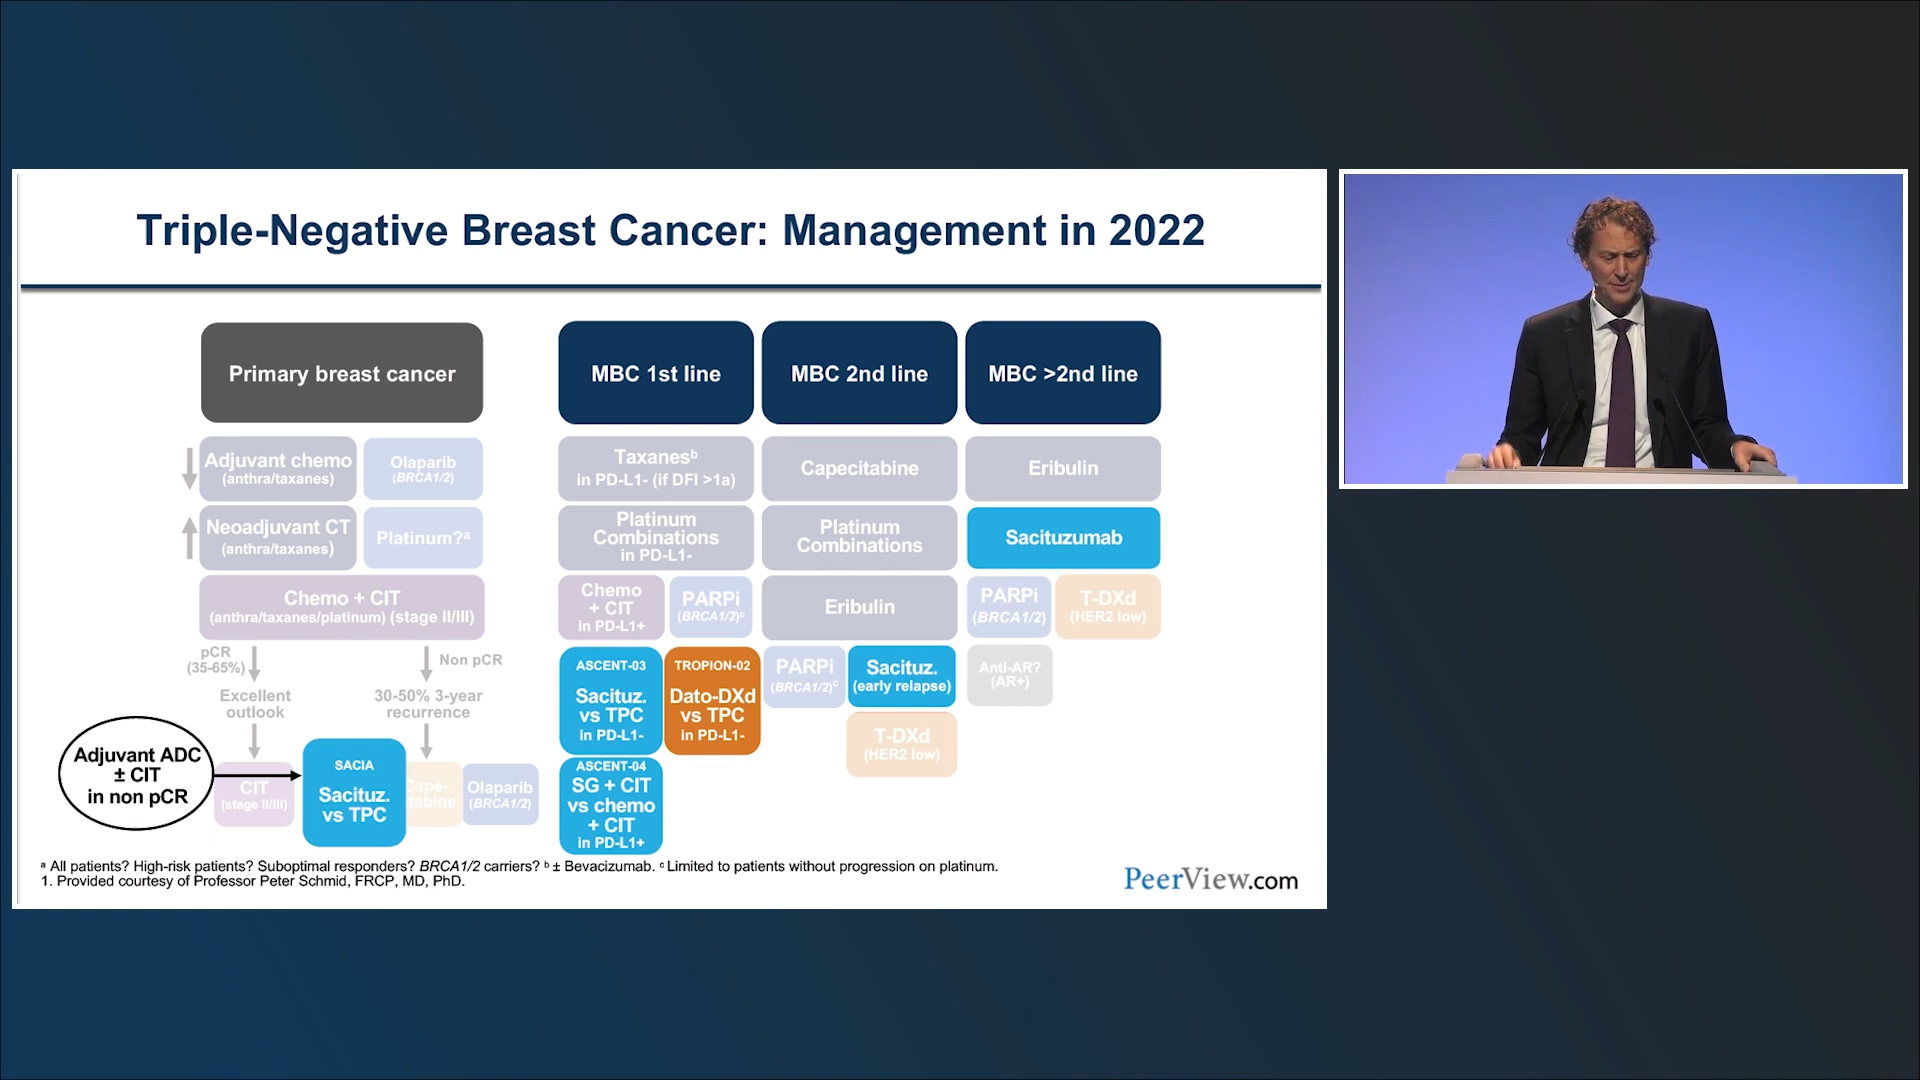 Triple-Negative Breast Cancer: Management in 2022
Primary breast cancer
MBC 1st line
MBC 2nd line
MBC >2nd line
Adjuvant chemo
(anthra/taxanes)
Olaparib
(BRCA1/2)
Neoadjuvant CT
(anthra/taxanes)
Platinum?ᵃ
Chemo + CIT
(anthra/taxanes/platinum) (stage II/III)
pCR
(35-65%)
Non pCR
Excellent
outlook
30-50% 3-year
recurrence
Adjuvant ADC
± CIT
in non pCR
CIT
(stage II/III)
SACIA
Sacituz.
vs TPC
Cape-
tabine
Olaparib
(BRCA1/2)
Taxanesᵇ
in PD-L1- (if DFI >1a)
Platinum
Combinations
in PD-L1-
Chemo
+ CIT
in PD-L1+
PARPi
(BRCA1/2)ᶜ
ASCENT-03
Sacituz.
vs TPC
in PD-L1-
TROPION-02
Dato-DXd
vs TPC
in PD-L1-
ASCENT-04
SG + CIT
vs chemo
+ CIT
in PD-L1+
Capecitabine
Platinum
Combinations
Eribulin
PARPi
(BRCA1/2)ᶜ
Sacituz.
(early relapse)
T-DXd
(HER2 low)
Eribulin
Sacituzumab
PARPi
(BRCA1/2)
T-DXd
(HER2 low)
Anti-AR?
(AR+)
ᵃ All patients? High-risk patients? Suboptimal responders? BRCA1/2 carriers? ᵇ ± Bevacizumab. ᶜ Limited to patients without progression on platinum.
1. Provided courtesy of Professor Peter Schmid, FRCP, MD, PhD.
PeerView.com